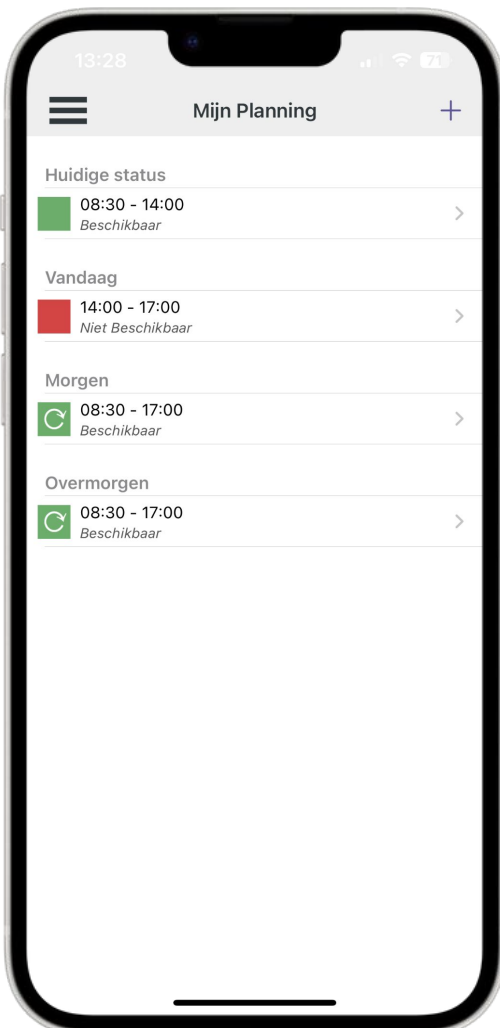 13:28
71
Mijn Planning
Huidige status
08:30 - 14:00
Beschikbaar
Vandaag
14:00 - 17:00
Niet Beschikbaar
Morgen
08:30 - 17:00
Beschikbaar
Overmorgen
08:30 - 17:00
Beschikbaar